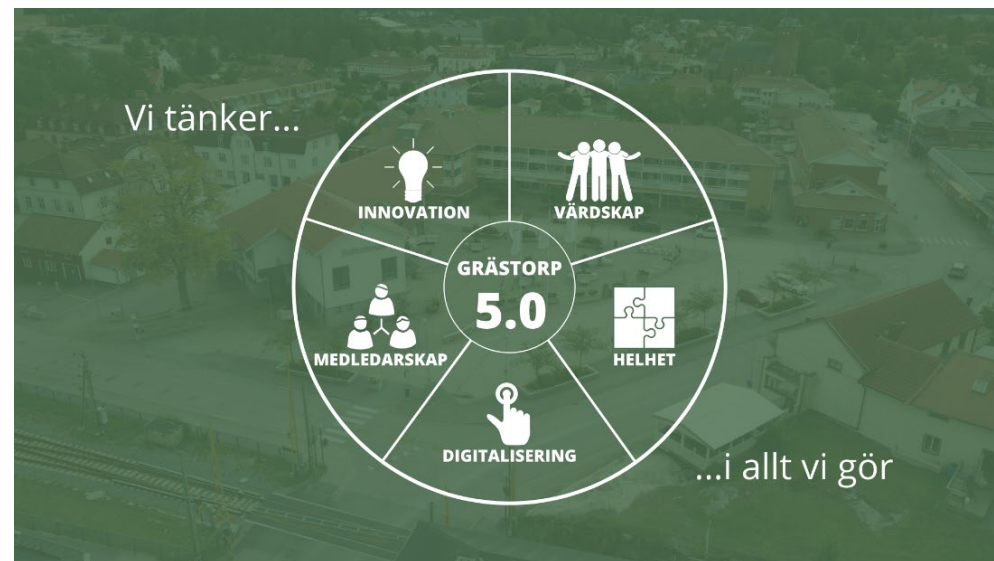 Vi tänker...
INNOVATION
VÄRDSKAP
GRÄSTORP
5.0
MEDLEDARSKAP
HELHET
DIGITALISERING
...i allt vi gör